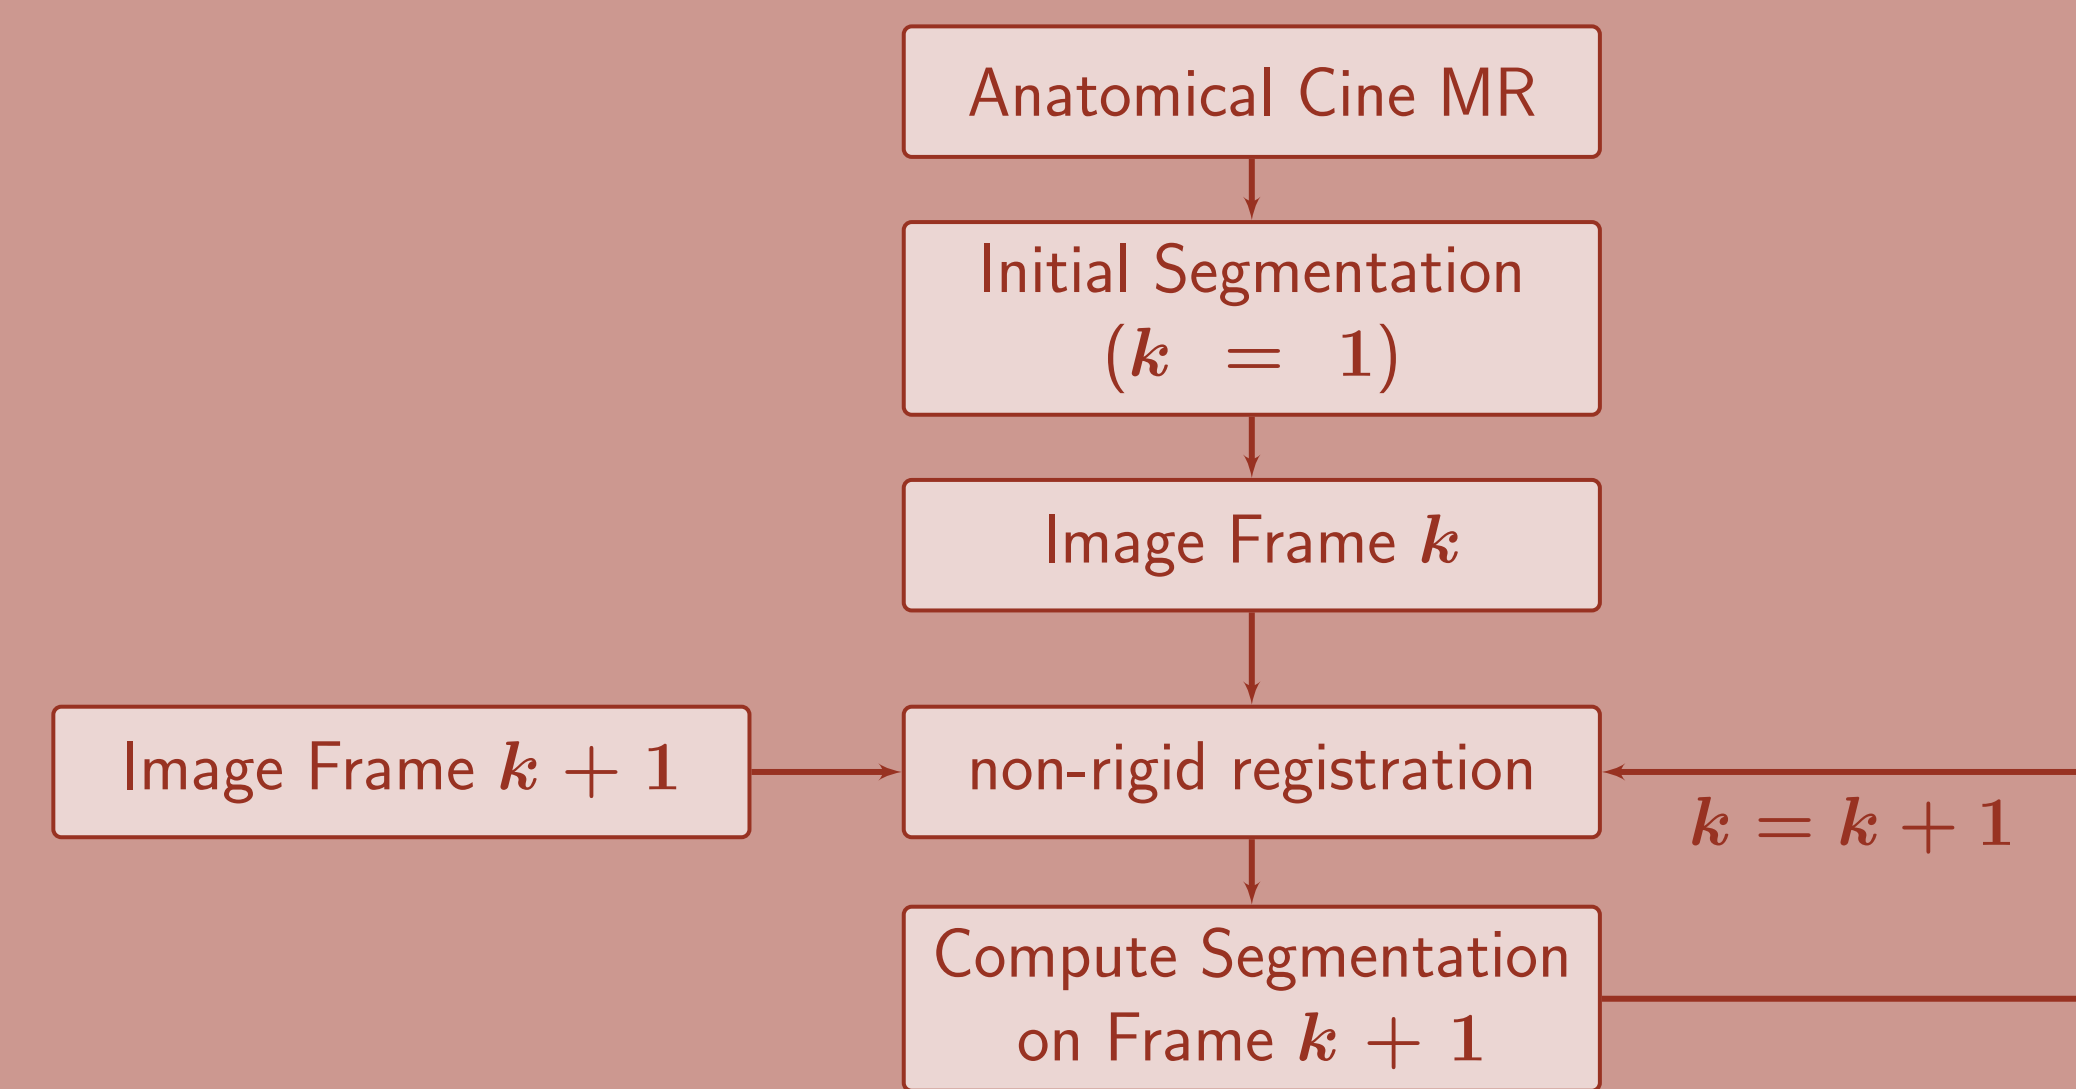 Anatomical Cine MR
Initial Segmentation
(k = 1)
Image Frame k
Image Frame k + 1
non-rigid registration
k = k + 1
Compute Segmentation
on Frame k + 1